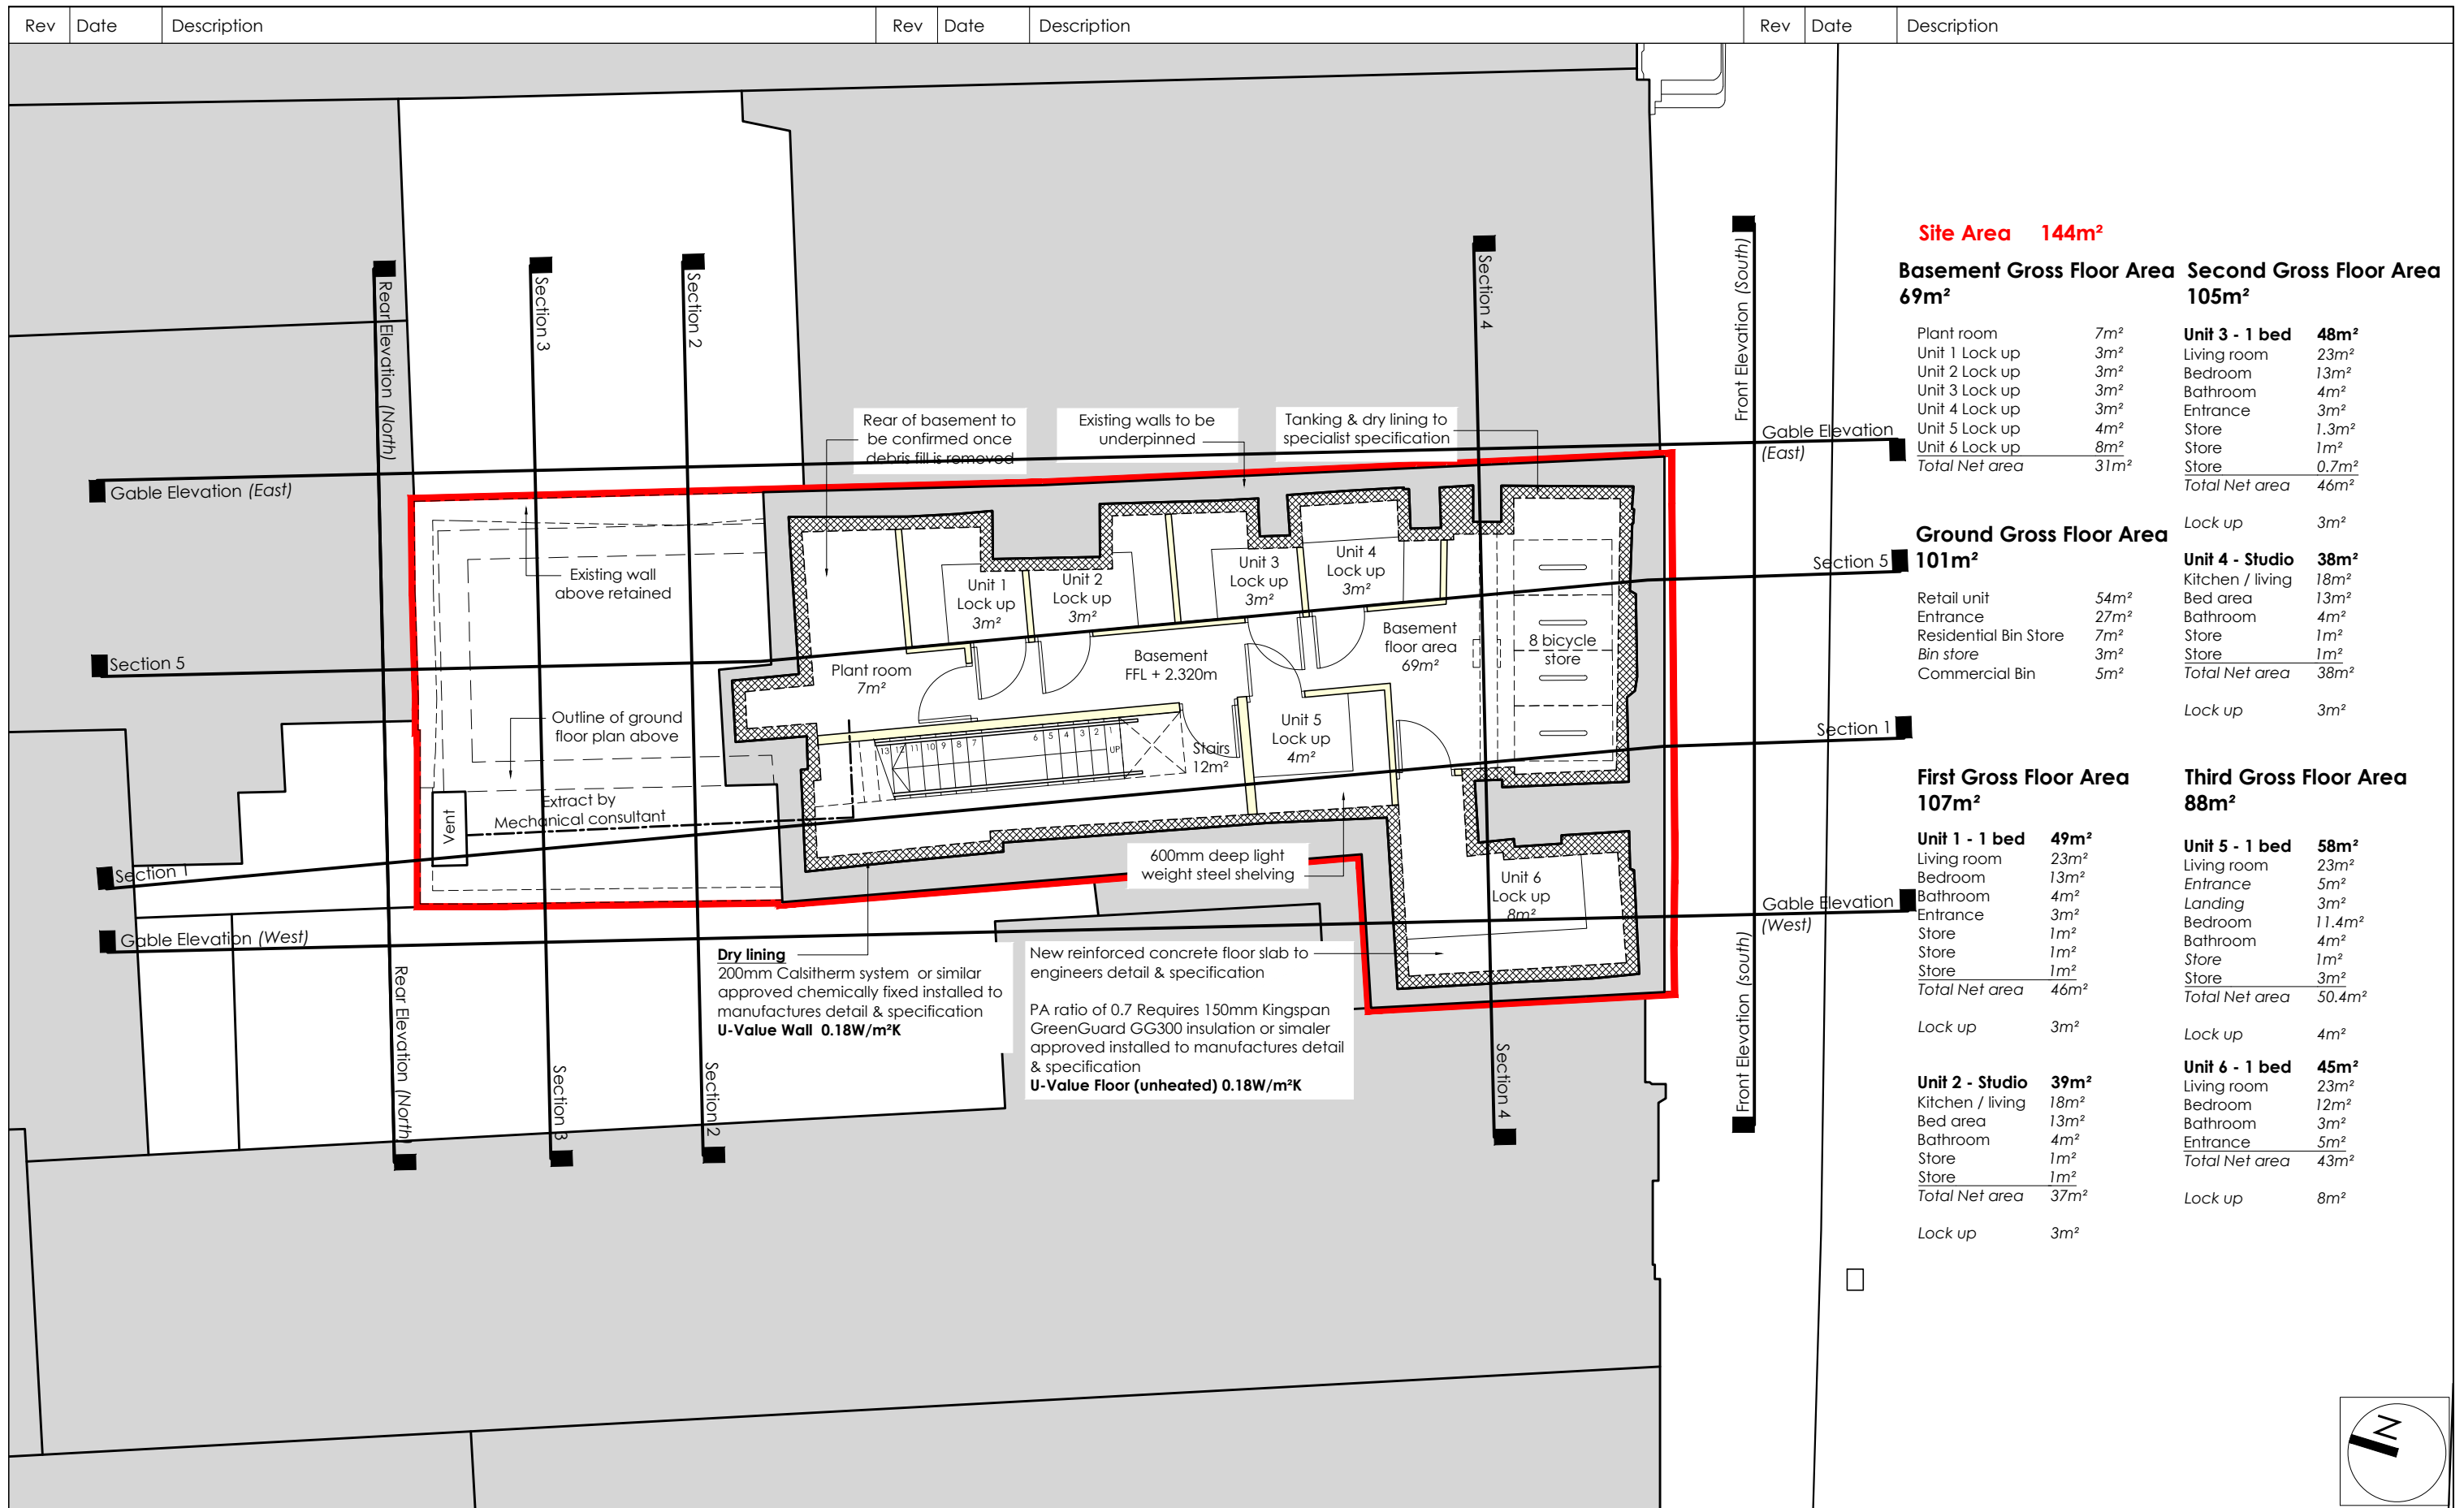 Rev Date Description Rev Date Description Rev Date Description
Rear Elevation (North)
Section 3
Section 2
Section 4
Front Elevation (South)
Gable Elevation (East)
Section 5
Section 1
Gable Elevation (West)
Rear of basement to
be confirmed once
debris fill is removed
Existing walls to be
underpinned
Tanking & dry lining to
specialist specification
Gable Elevation
(East)
Section 5
Section 1
Gable Elevation
(West)
Existing wall
above retained
Outline of ground
floor plan above
Extract by
Mechanical consultant
Vent
Plant room
7m²
Unit 1
Lock up
3m²
Unit 2
Lock up
3m²
Unit 3
Lock up
3m²
Unit 4
Lock up
3m²
Basement
FFL + 2.320m
Basement
floor area
69m²
8 bicycle
store
13 12 11 10 9 8 7 6 5 4 3 2 1
UP
Stairs
12m²
Unit 5
Lock up
4m²
600mm deep light
weight steel shelving
Unit 6
Lock up
8m²
Dry lining
200mm Calsitherm system or similar
approved chemically fixed installed to
manufactures detail & specification
U-Value Wall 0.18W/m²K
New reinforced concrete floor slab to
engineers detail & specification
PA ratio of 0.7 Requires 150mm Kingspan
GreenGuard GG300 insulation or simaler
approved installed to manufactures detail
& specification
U-Value Floor (unheated) 0.18W/m²K
Rear Elevation (North)
Section 3
Section 2
Section 4
Front Elevation (south)
Site Area 144m²
Basement Gross Floor Area
69m²
Plant room 7m²
Unit 1 Lock up 3m²
Unit 2 Lock up 3m²
Unit 3 Lock up 3m²
Unit 4 Lock up 3m²
Unit 5 Lock up 4m²
Unit 6 Lock up 8m²
Total Net area 31m²
Ground Gross Floor Area
101m²
Retail unit 54m²
Entrance 27m²
Residential Bin Store 7m²
Bin store 3m²
Commercial Bin 5m²
First Gross Floor Area
107m²
Unit 1 - 1 bed 49m²
Living room 23m²
Bedroom 13m²
Bathroom 4m²
Entrance 3m²
Store 1m²
Store 1m²
Store 1m²
Total Net area 46m²
Lock up 3m²
Unit 2 - Studio 39m²
Kitchen / living 18m²
Bed area 13m²
Bathroom 4m²
Store 1m²
Store 1m²
Total Net area 37m²
Lock up 3m²
Second Gross Floor Area
105m²
Unit 3 - 1 bed 48m²
Living room 23m²
Bedroom 13m²
Bathroom 4m²
Entrance 3m²
Store 1.3m²
Store 1m²
Store 0.7m²
Total Net area 46m²
Lock up 3m²
Unit 4 - Studio 38m²
Kitchen / living 18m²
Bed area 13m²
Bathroom 4m²
Store 1m²
Store 1m²
Total Net area 38m²
Lock up 3m²
Third Gross Floor Area
88m²
Unit 5 - 1 bed 58m²
Living room 23m²
Entrance 5m²
Landing 3m²
Bedroom 11.4m²
Bathroom 4m²
Store 1m²
Store 3m²
Total Net area 50.4m²
Lock up 4m²
Unit 6 - 1 bed 45m²
Living room 23m²
Bedroom 12m²
Bathroom 3m²
Entrance 5m²
Total Net area 43m²
Lock up 8m²
N